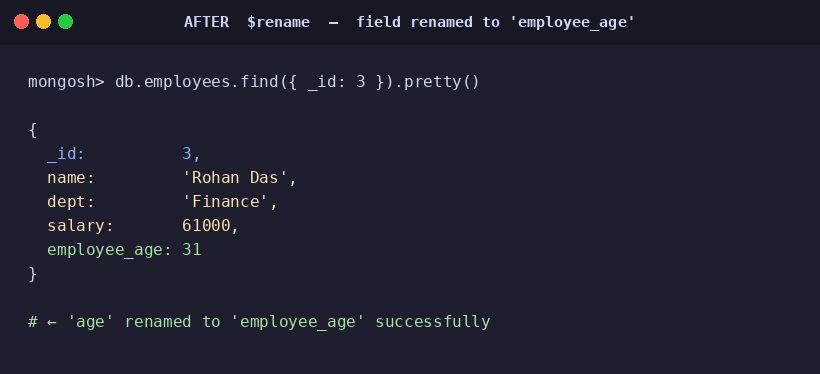 AFTER  $rename  —  field renamed to 'employee_age'
mongosh> db.employees.find({ _id: 3 }).pretty()
{
  _id:          3,
  name:         'Rohan Das',
  dept:         'Finance',
  salary:       61000,
  employee_age: 31
}
# ← 'age' renamed to 'employee_age' successfully